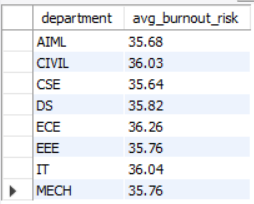 department avg_burnout_risk
AIML 35.68
CIVIL 36.03
CSE 35.64
DS 35.82
ECE 36.26
EEE 35.76
IT 36.04
MECH 35.76